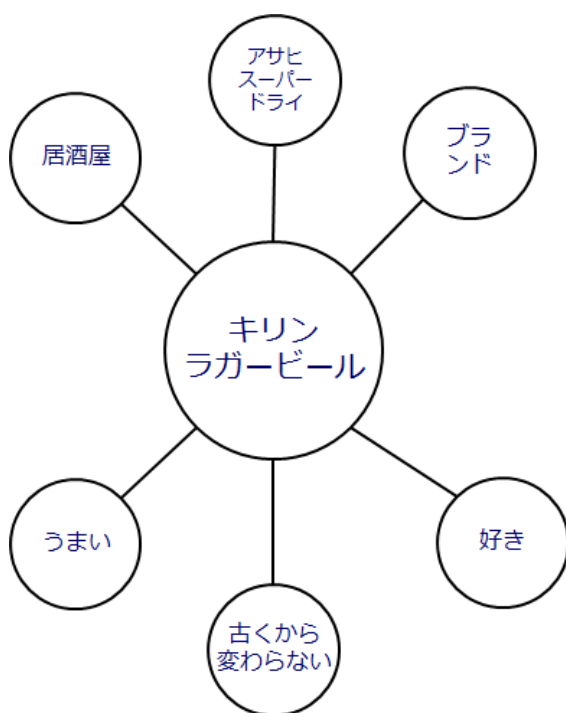 アサヒ
スーパー
ドライ
居酒屋
ブラ
ンド
キリン
ラガービール
うまい
好き
古くから
変わらない